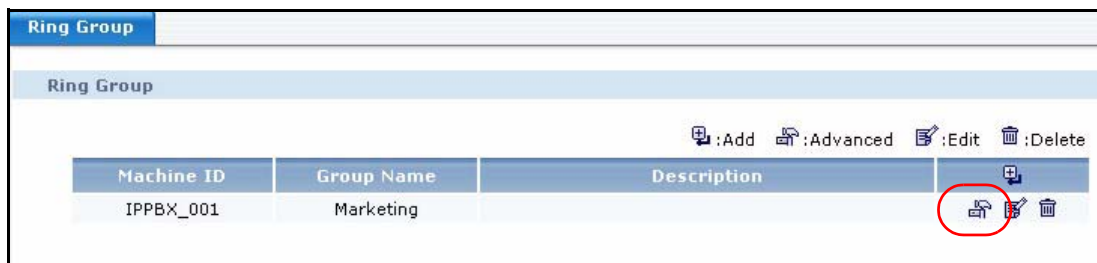 Ring Group
Ring Group
:Add :Advanced :Edit :Delete
Machine ID Group Name Description
IPPBX_001 Marketing